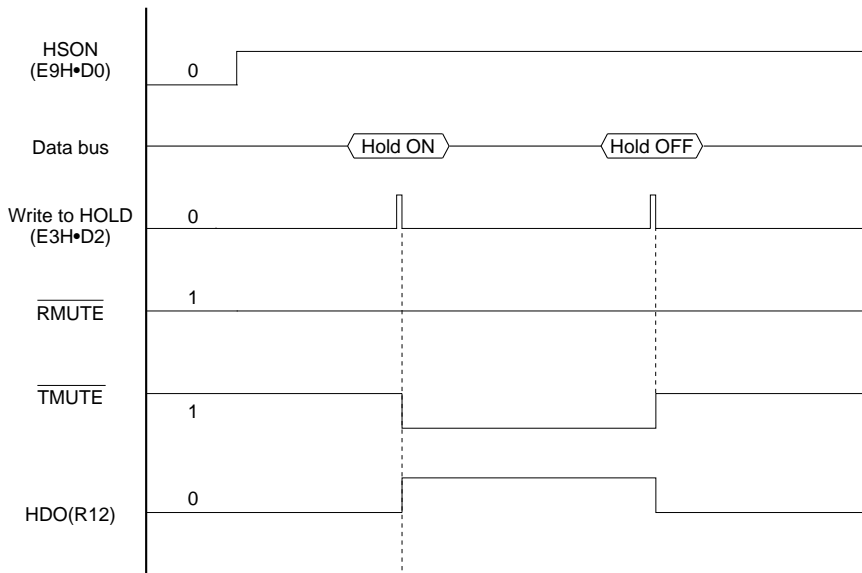 HSON
(E9H•D0)
0
Data bus
Hold ON
Hold OFF
Write to HOLD
(E3H•D2)
0
RMUTE
1
TMUTE
1
HDO(R12)
0